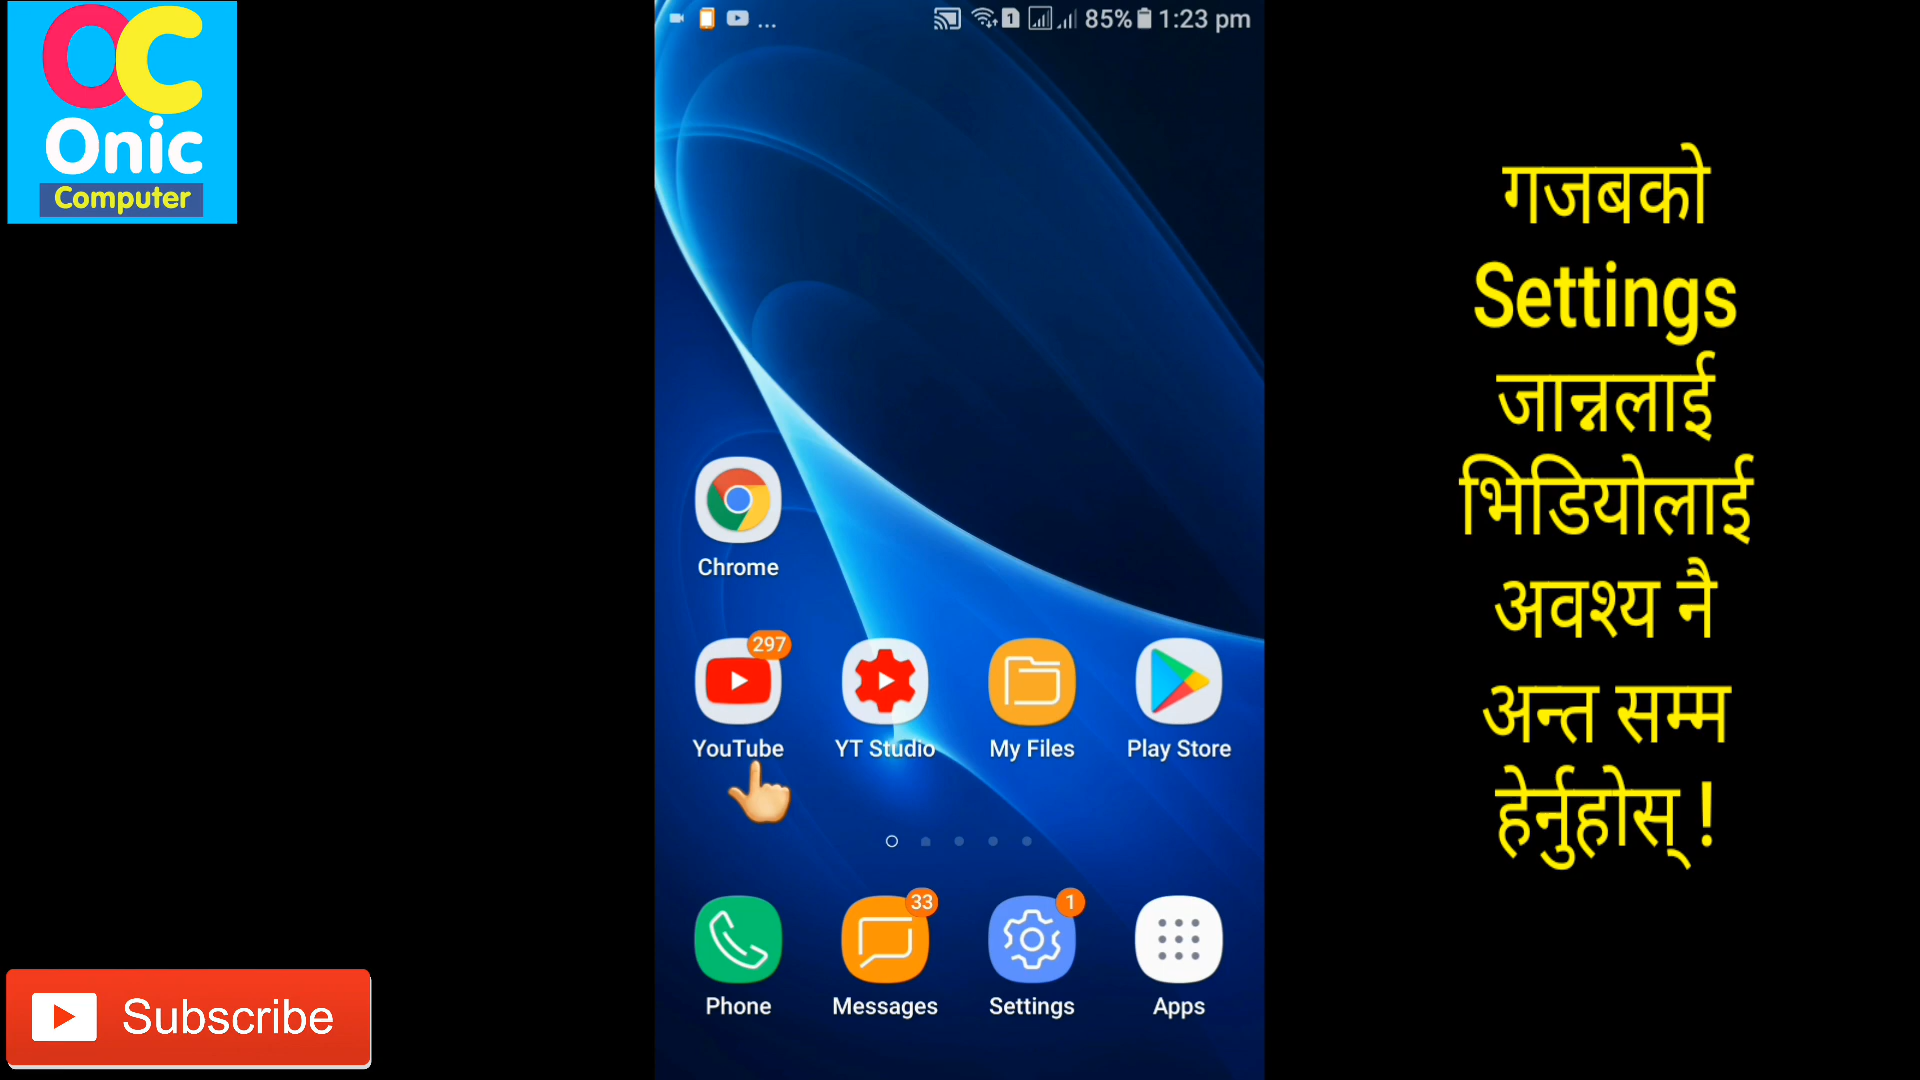 OC
Onic
Computer
... 1 85% 1:23 pm
गजबको
Settings
जान्नलाई
भिडियोलाई
अवश्य नै
अन्त सम्म
हेर्नुहोस् !
Chrome
297
YouTube YT Studio My Files Play Store
33 1
Phone Messages Settings Apps
Subscribe